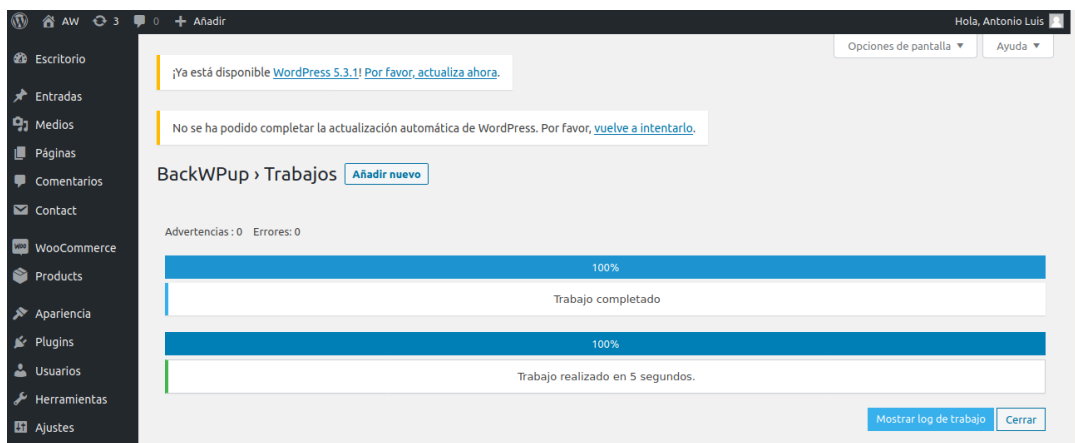 AW 3 0 Añadir Hola, Antonio Luis
Opciones de pantalla ▼ Ayuda ▼
Escritorio
Entradas
Medios
Páginas
Comentarios
Contact
WooCommerce
Products
Apariencia
Plugins
Usuarios
Herramientas
Ajustes
¡Ya está disponible WordPress 5.3.1! Por favor, actualiza ahora.
No se ha podido completar la actualización automática de WordPress. Por favor, vuelve a intentarlo.
BackWPup › Trabajos Añadir nuevo
Advertencias : 0 Errores: 0
100%
Trabajo completado
100%
Trabajo realizado en 5 segundos.
Mostrar log de trabajo Cerrar